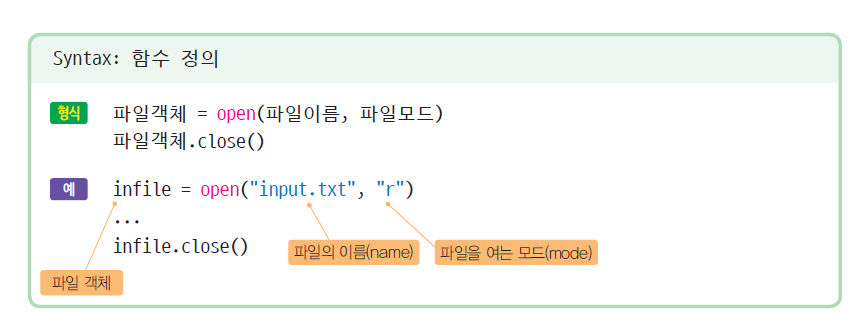 Syntax: 함수 정의
형식 파일객체 = open(파일이름, 파일모드)
파일객체.close()
예 infile = open("input.txt", "r")
...
infile.close()
파일의 이름(name)
파일을 여는 모드(mode)
파일 객체